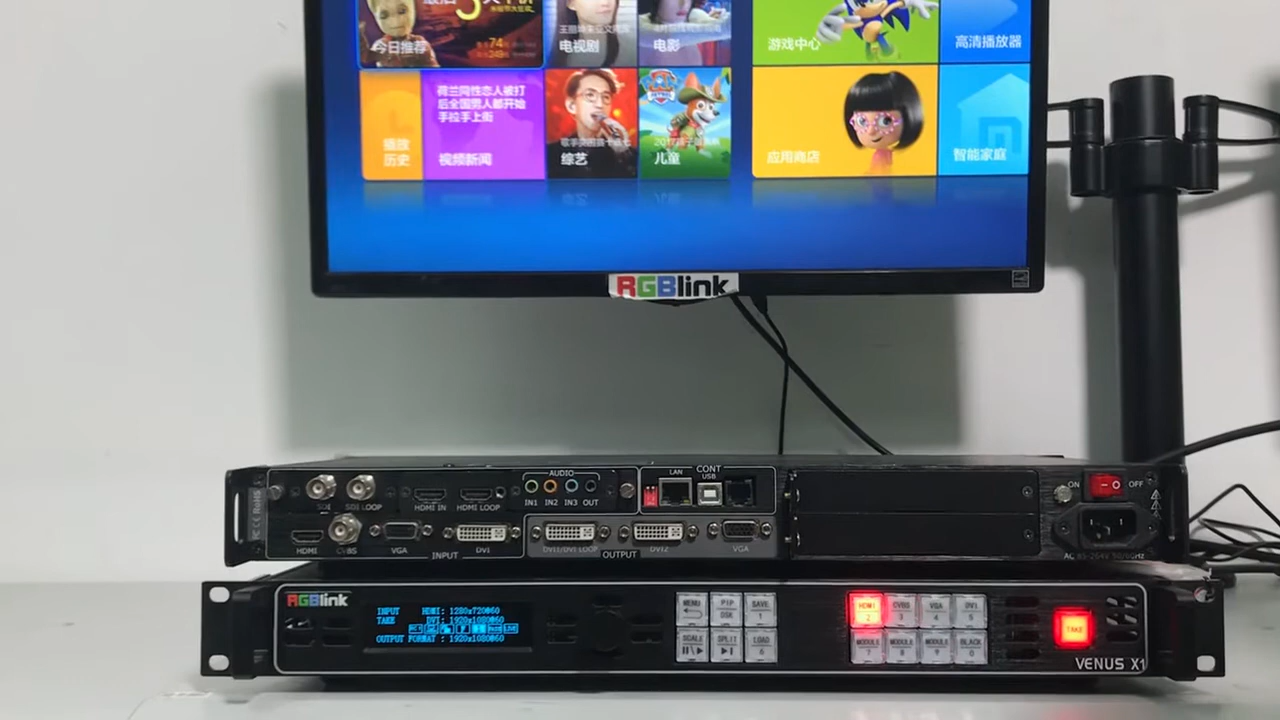 今日推荐
电视剧
电影
游戏中心
高清播放器
荷兰同性恋人被打
后全国男人都开始
手拉手上街
播放
历史
视频新闻
综艺
儿童
应用商店
智能家庭
RGBlink
AUDIO
IN1 IN2 IN3 OUT
SDI SDI LOOP HDMI IN HDMI LOOP
CONT
LAN USB
ON OFF
HDMI CVBS VGA DVI
INPUT
DVI1/DVI LOOP DVI2 VGA
OUTPUT
AC 85-264V 50/60Hz
RGBlink
INPUT HDMI: 1280x720@60
TAKE DVI: 1920x1080@60
OUTPUT FORMAT : 1920x1080@60
MENU PIP SAVE
SCALE SPLIT LOAD
6
HDMI CVBS VGA DVI
2 3 4 5
MODULE MODULE MODULE BLACK
7 8 9 0
TAKE
VENUS X1